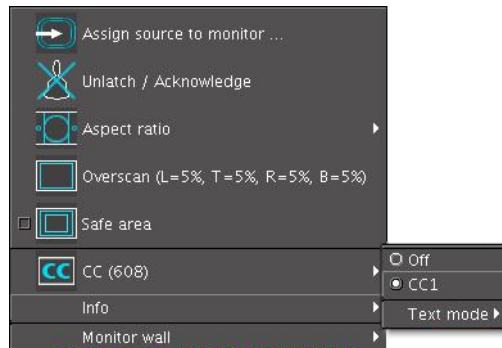 Assign source to monitor ...
Unlatch / Acknowledge
Aspect ratio
Overscan (L=5%, T=5%, R=5%, B=5%)
Safe area
CC CC (608)
Off
CC1
Info
Text mode
Monitor wall